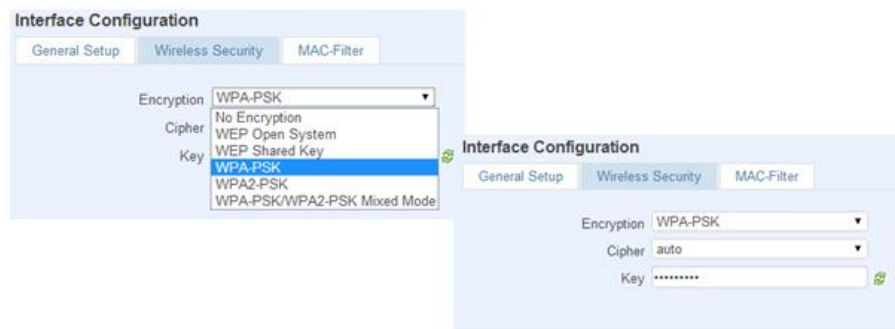 Interface Configuration
General Setup Wireless Security MAC-Filter
Encryption WPA-PSK
Cipher
Key
No Encryption
WEP Open System
WEP Shared Key
WPA-PSK
WPA2-PSK
WPA-PSK/WPA2-PSK Mixed Mode
Interface Configuration
General Setup Wireless Security MAC-Filter
Encryption WPA-PSK
Cipher auto
Key •••••••••